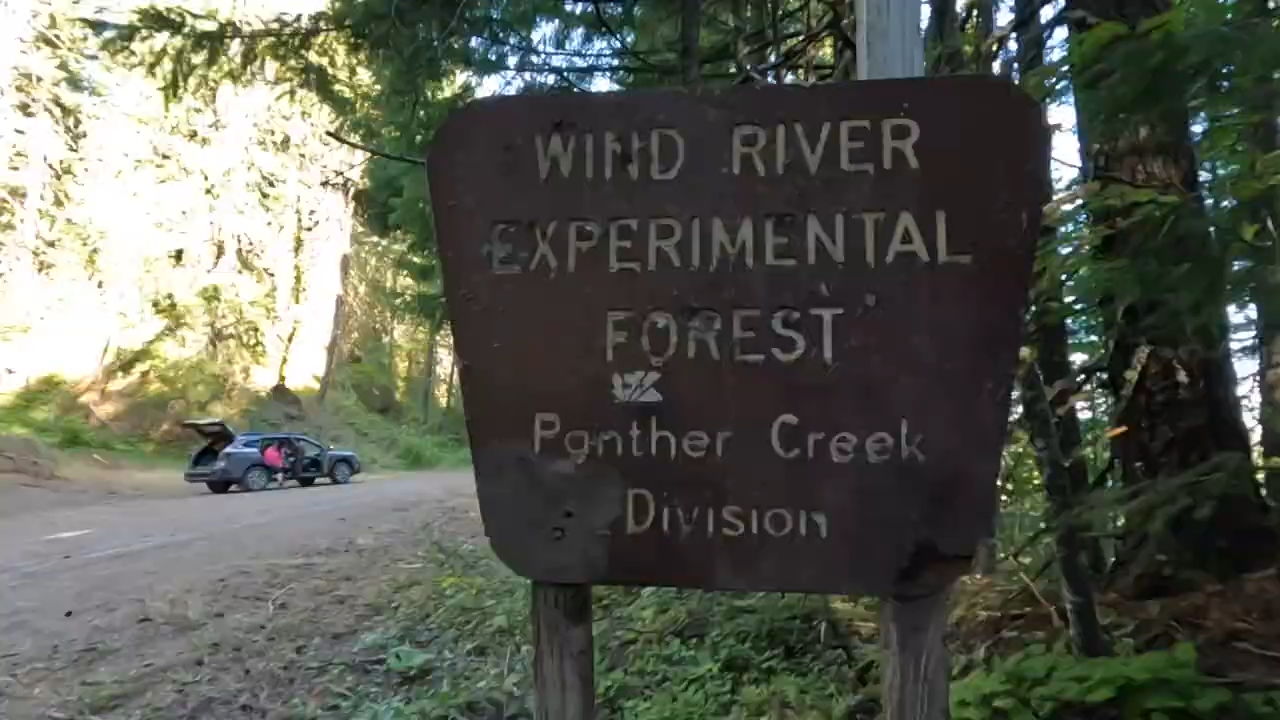 WIND RIVER
EXPERIMENTAL
FOREST
Panther Creek
Division